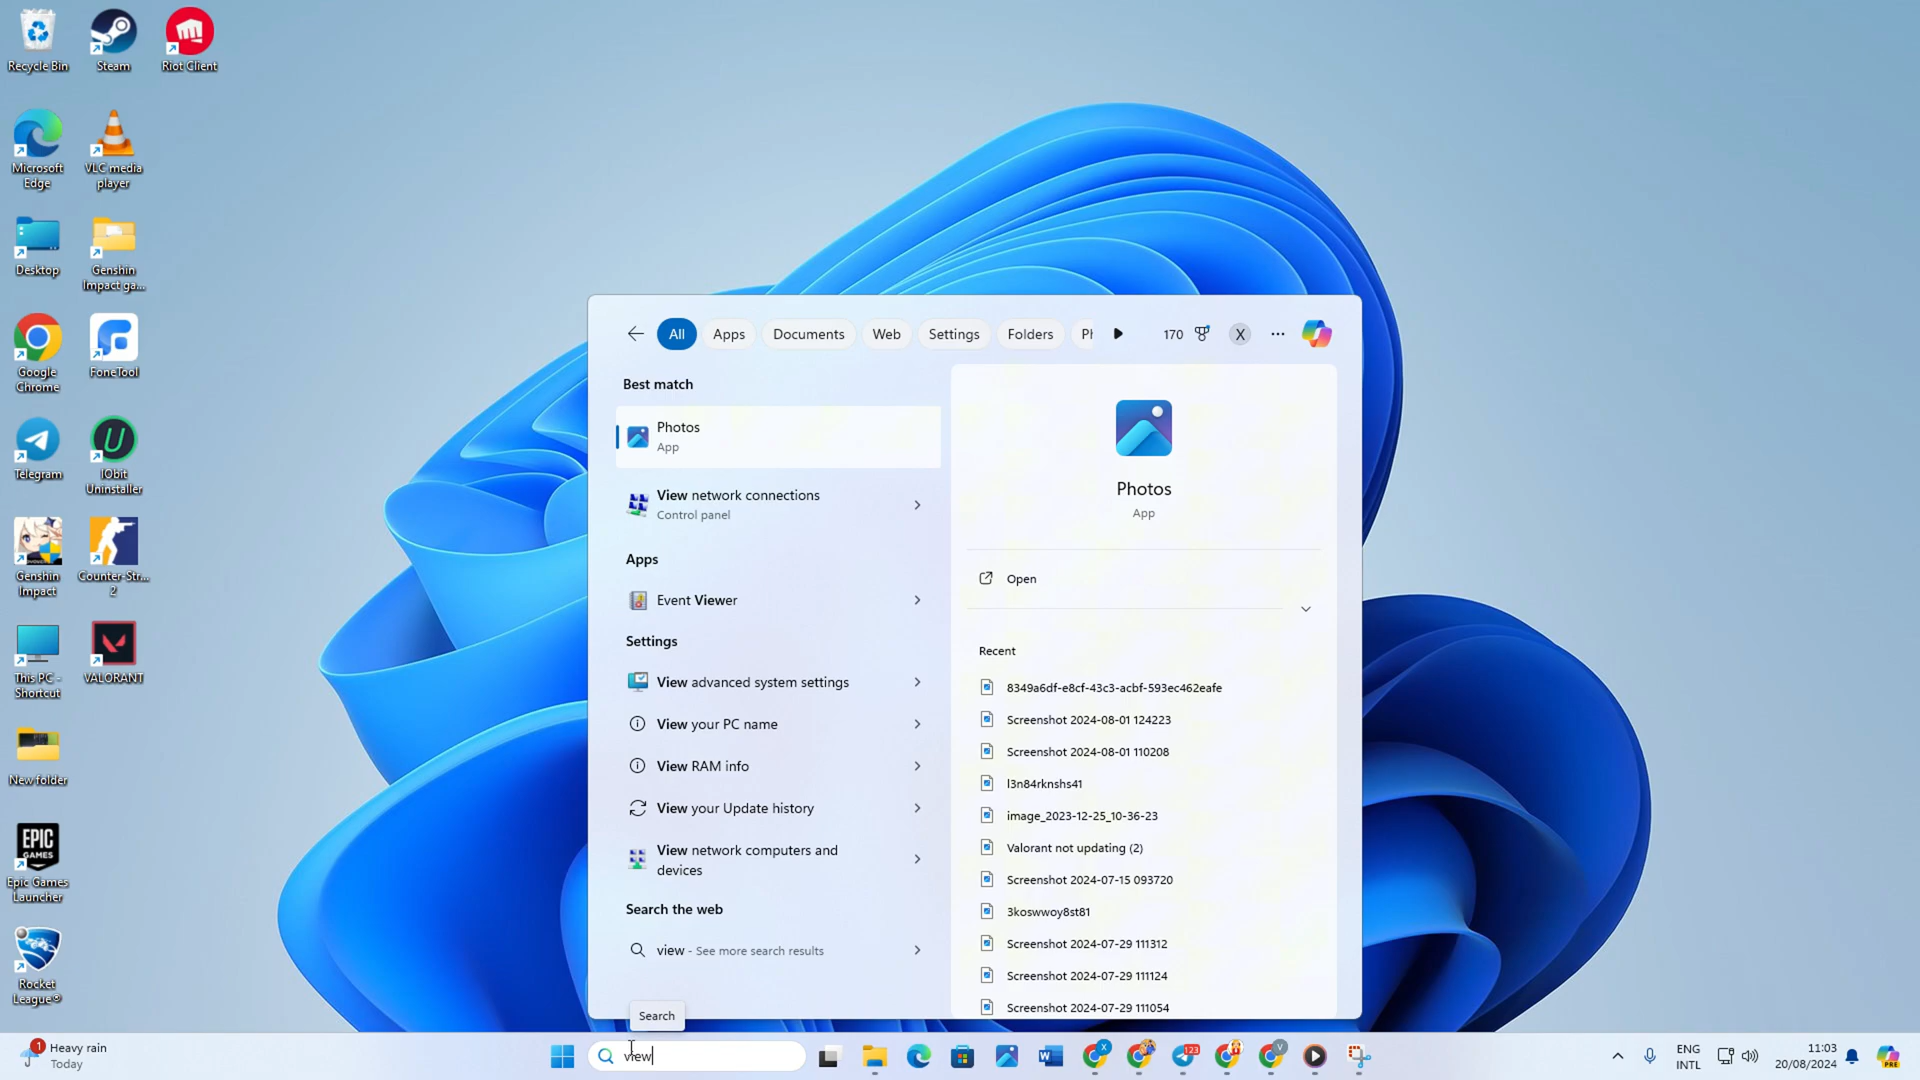 Recycle Bin
Steam
Riot Client
Microsoft
Edge
VLC media
player
Desktop
Genshin
Impact ga...
Google
Chrome
FoneTool
Telegram
IObit
Uninstaller
Genshin
Impact
Counter-Str...
2
This PC -
Shortcut
VALORANT
New folder
EPIC
GAMES
Epic Games
Launcher
Rocket
League®
All
Apps
Documents
Web
Settings
Folders
170
X
Best match
Photos
App
View network connections
Control panel
Apps
Event Viewer
Settings
View advanced system settings
View your PC name
View RAM info
View your Update history
View network computers and
devices
Search the web
view - See more search results
Photos
App
Open
Recent
8349a6df-e8cf-43c3-acbf-593ec462eafe
Screenshot 2024-08-01 124223
Screenshot 2024-08-01 110208
l3n84rknshs41
image_2023-12-25_10-36-23
Valorant not updating (2)
Screenshot 2024-07-15 093720
3koswwoy8st81
Screenshot 2024-07-29 111312
Screenshot 2024-07-29 111124
Screenshot 2024-07-29 111054
Search
1
Heavy rain
Today
view
X
123
V
ENG
INTL
11:03
20/08/2024
PRE